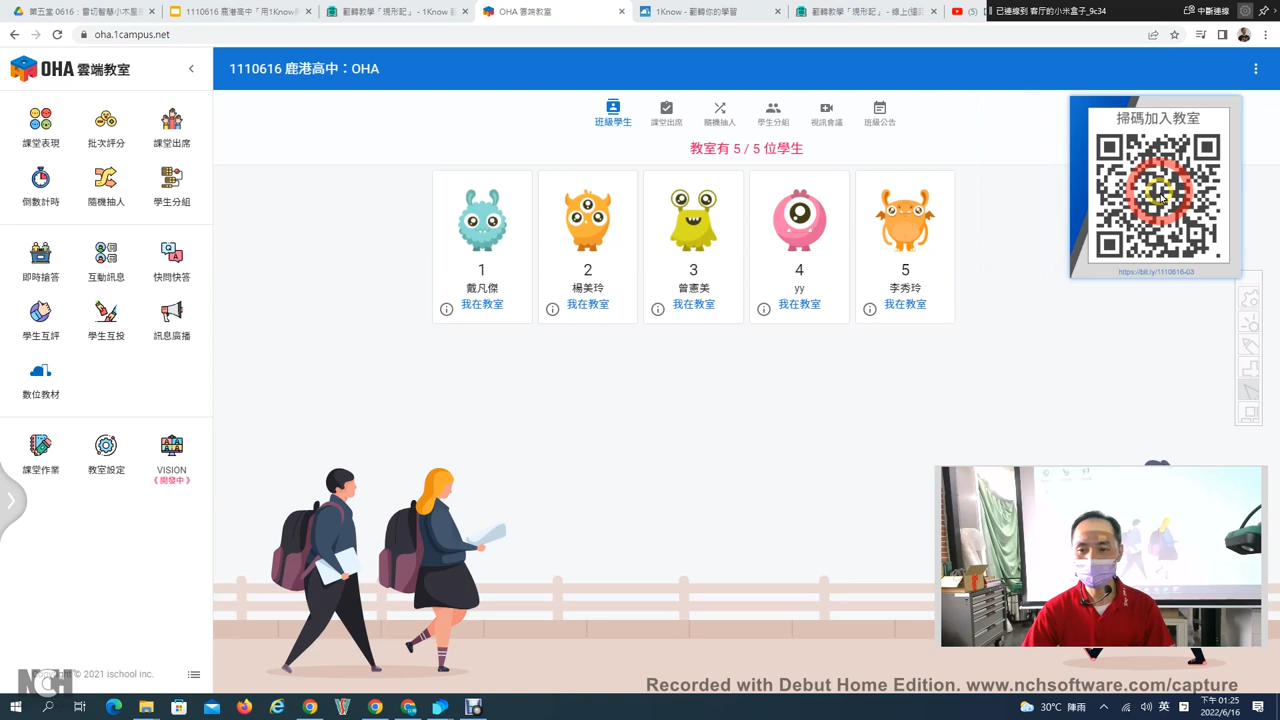 第五堂 0616：雷切智慧小木屋
1110616 鹿港高中「用1Know
翻轉教學「現形記」- 1Know 翻
OHA 雲端教室
1Know - 翻轉你的學習
翻轉教學「現形記」- 線上
(5)
已連線到 客厅的小米盒子_9c34
中斷連線
oha.1campus.net
OHA 雲端教室
1110616 鹿港高中：OHA
課堂表現
批次評分
課堂出席
倒數計時
隨機抽人
學生分組
即時搶答
互動訊息
快問快答
學生互評
學生互投
訊息廣播
數位教材
課堂作業
教室設定
VISION
《 開發中 》
班級學生
課堂出席
隨機抽人
學生分組
視訊會議
班級公告
教室有 5 / 5 位學生
1
戴凡傑
我在教室
2
楊美玲
我在教室
3
曾憲美
我在教室
4
yy
我在教室
5
李秀玲
我在教室
掃碼加入教室
https://bit.ly/1110616-03
NCH
Copyright © 2021 ischool inc.
Recorded with Debut Home Edition. www.nchsoftware.com/capture
30°C 陣雨
英
下午 01:25
2022/6/16